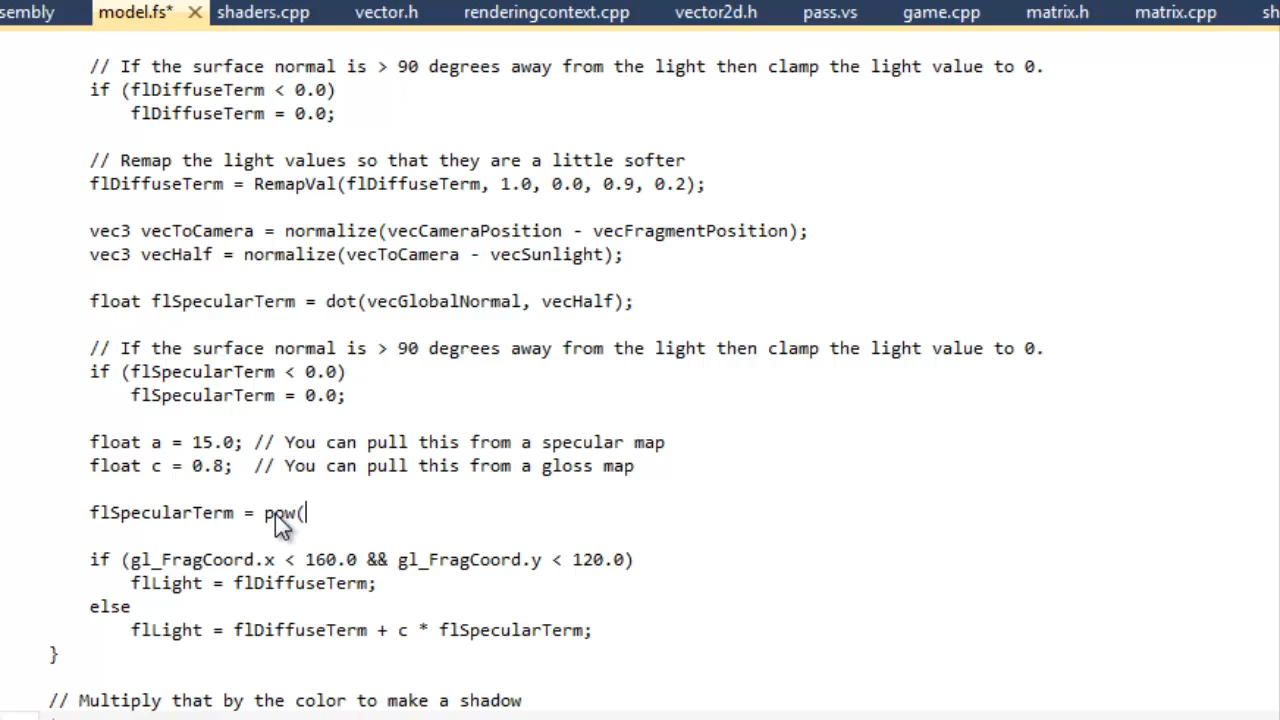 sembly model.fs* shaders.cpp vector.h renderingcontext.cpp vector2d.h pass.vs game.cpp matrix.h matrix.cpp sh
// If the surface normal is > 90 degrees away from the light then clamp the light value to 0.
if (flDiffuseTerm < 0.0)
flDiffuseTerm = 0.0;
// Remap the light values so that they are a little softer
flDiffuseTerm = RemapVal(flDiffuseTerm, 1.0, 0.0, 0.9, 0.2);
vec3 vecToCamera = normalize(vecCameraPosition - vecFragmentPosition);
vec3 vecHalf = normalize(vecToCamera - vecSunlight);
float flSpecularTerm = dot(vecGlobalNormal, vecHalf);
// If the surface normal is > 90 degrees away from the light then clamp the light value to 0.
if (flSpecularTerm < 0.0)
flSpecularTerm = 0.0;
float a = 15.0; // You can pull this from a specular map
float c = 0.8;  // You can pull this from a gloss map
flSpecularTerm = pow(
if (gl_FragCoord.x < 160.0 && gl_FragCoord.y < 120.0)
flLight = flDiffuseTerm;
else
flLight = flDiffuseTerm + c * flSpecularTerm;
}
// Multiply that by the color to make a shadow